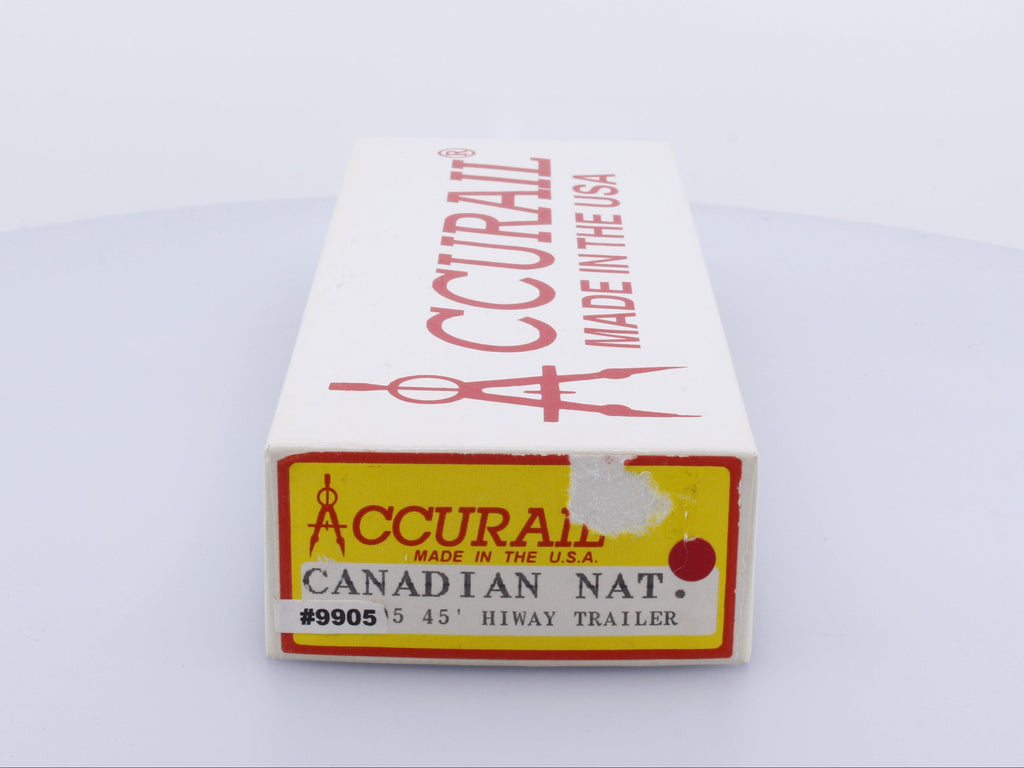 ACCURAIL®
MADE IN THE USA
ACCURAIL
MADE IN THE U.S.A.
CANADIAN NAT.
#9905 5 45' HIWAY TRAILER